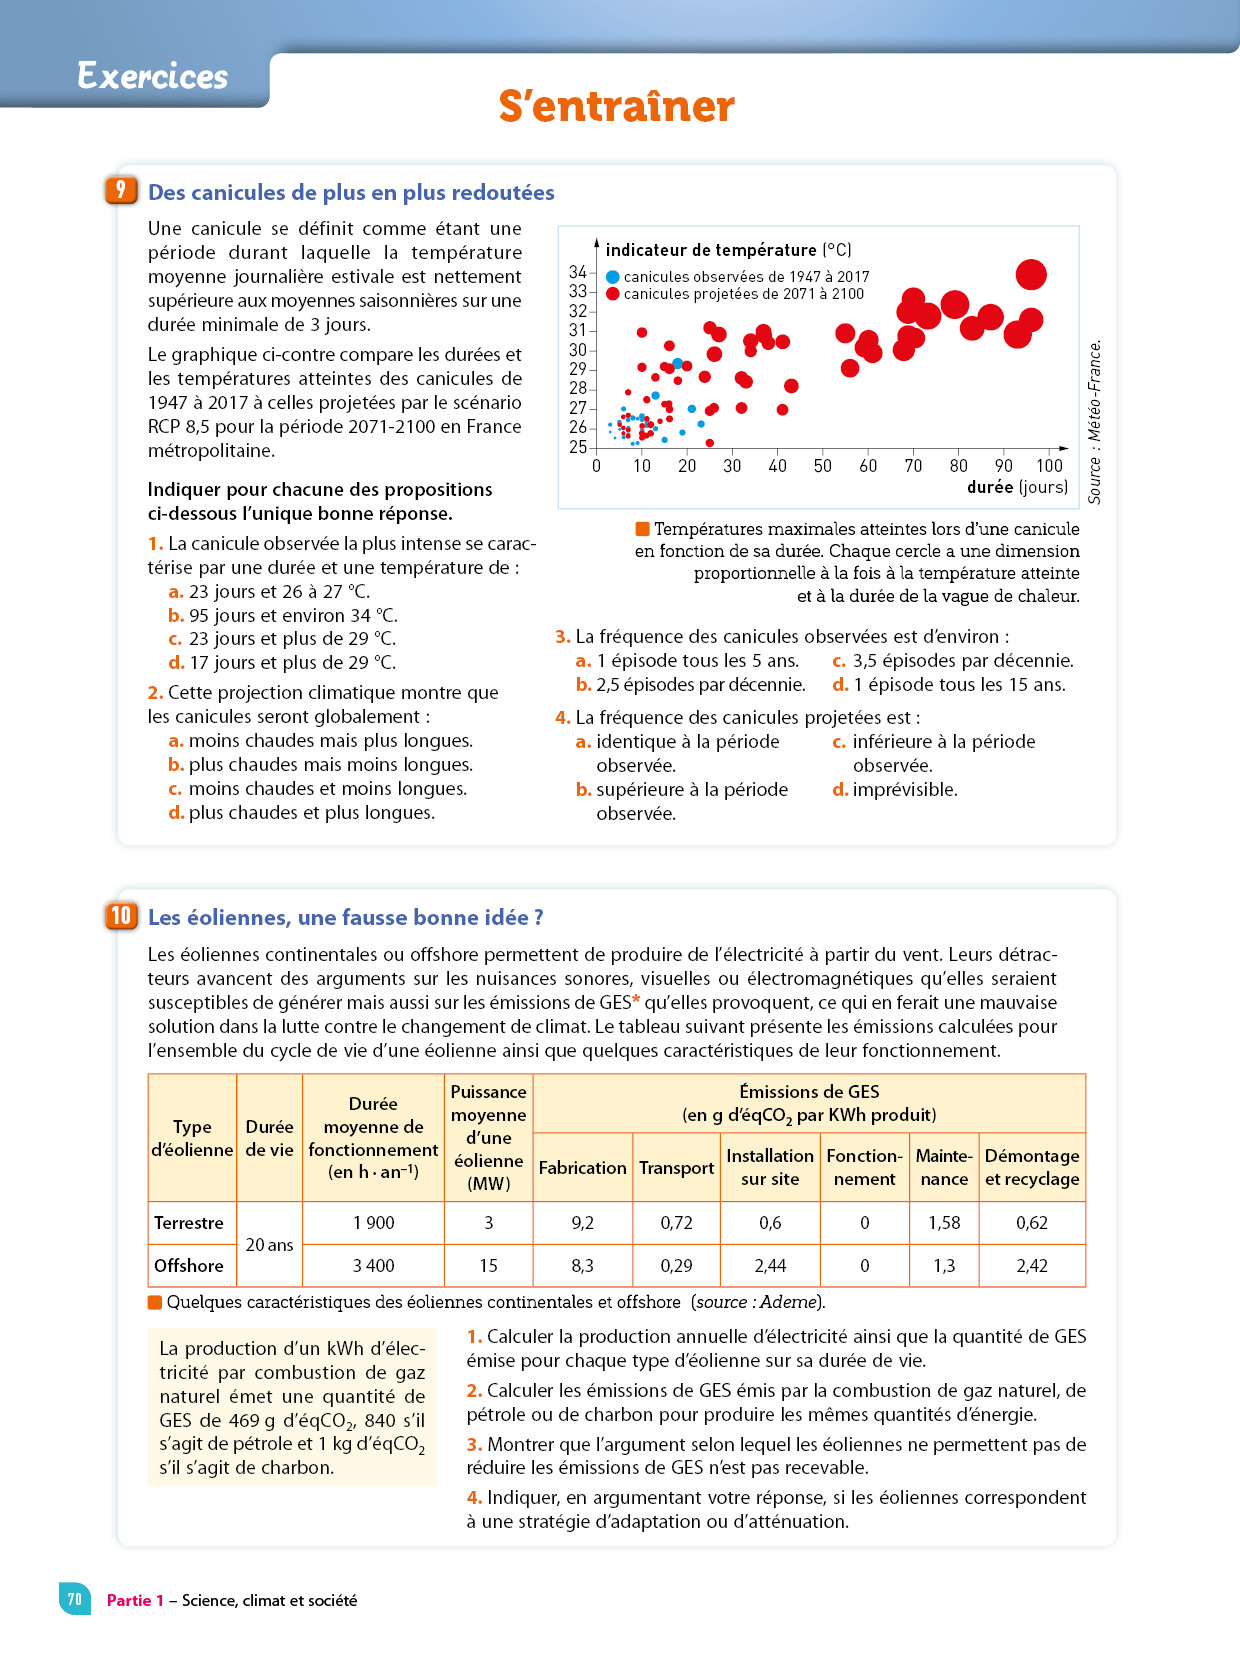 Exercices
S'entraîner
9 Des canicules de plus en plus redoutées
Une canicule se définit comme étant une
période durant laquelle la température
moyenne journalière estivale est nettement
supérieure aux moyennes saisonnières sur une
durée minimale de 3 jours.
Le graphique ci-contre compare les durées et
les températures atteintes des canicules de
1947 à 2017 à celles projetées par le scénario
RCP 8,5 pour la période 2071-2100 en France
métropolitaine.
Indiquer pour chacune des propositions
ci-dessous l'unique bonne réponse.
1. La canicule observée la plus intense se carac-
térise par une durée et une température de :
a. 23 jours et 26 à 27 °C.
b. 95 jours et environ 34 °C.
c. 23 jours et plus de 29 °C.
d. 17 jours et plus de 29 °C.
2. Cette projection climatique montre que
les canicules seront globalement :
a. moins chaudes mais plus longues.
b. plus chaudes mais moins longues.
c. moins chaudes et moins longues.
d. plus chaudes et plus longues.
indicateur de température (°C)
canicules observées de 1947 à 2017
canicules projetées de 2071 à 2100
34
33
32
31
30
29
28
27
26
25
0 10 20 30 40 50 60 70 80 90 100
durée (jours)
Source : Météo-France.
Températures maximales atteintes lors d'une canicule
en fonction de sa durée. Chaque cercle a une dimension
proportionnelle à la fois à la température atteinte
et à la durée de la vague de chaleur.
3. La fréquence des canicules observées est d'environ :
a. 1 épisode tous les 5 ans. c. 3,5 épisodes par décennie.
b. 2,5 épisodes par décennie. d. 1 épisode tous les 15 ans.
4. La fréquence des canicules projetées est :
a. identique à la période c. inférieure à la période
observée. observée.
b. supérieure à la période d. imprévisible.
observée.
10 Les éoliennes, une fausse bonne idée ?
Les éoliennes continentales ou offshore permettent de produire de l'électricité à partir du vent. Leurs détrac-
teurs avancent des arguments sur les nuisances sonores, visuelles ou électromagnétiques qu'elles seraient
susceptibles de générer mais aussi sur les émissions de GES* qu'elles provoquent, ce qui en ferait une mauvaise
solution dans la lutte contre le changement de climat. Le tableau suivant présente les émissions calculées pour
l'ensemble du cycle de vie d'une éolienne ainsi que quelques caractéristiques de leur fonctionnement.
Type
d'éolienne
Durée
de vie
Durée
moyenne de
fonctionnement
(en h · an⁻¹)
Puissance
moyenne
d'une
éolienne
(MW)
Émissions de GES
(en g d'éqCO₂ par KWh produit)
Fabrication
Transport
Installation
sur site
Fonction-
nement
Mainte-
nance
Démontage
et recyclage
Terrestre 20 ans 1 900 3 9,2 0,72 0,6 0 1,58 0,62
Offshore 3 400 15 8,3 0,29 2,44 0 1,3 2,42
Quelques caractéristiques des éoliennes continentales et offshore (source : Ademe).
La production d'un kWh d'élec-
tricité par combustion de gaz
naturel émet une quantité de
GES de 469 g d'éqCO₂, 840 s'il
s'agit de pétrole et 1 kg d'éqCO₂
s'il s'agit de charbon.
1. Calculer la production annuelle d'électricité ainsi que la quantité de GES
émise pour chaque type d'éolienne sur sa durée de vie.
2. Calculer les émissions de GES émis par la combustion de gaz naturel, de
pétrole ou de charbon pour produire les mêmes quantités d'énergie.
3. Montrer que l'argument selon lequel les éoliennes ne permettent pas de
réduire les émissions de GES n'est pas recevable.
4. Indiquer, en argumentant votre réponse, si les éoliennes correspondent
à une stratégie d'adaptation ou d'atténuation.
70 Partie 1 – Science, climat et société